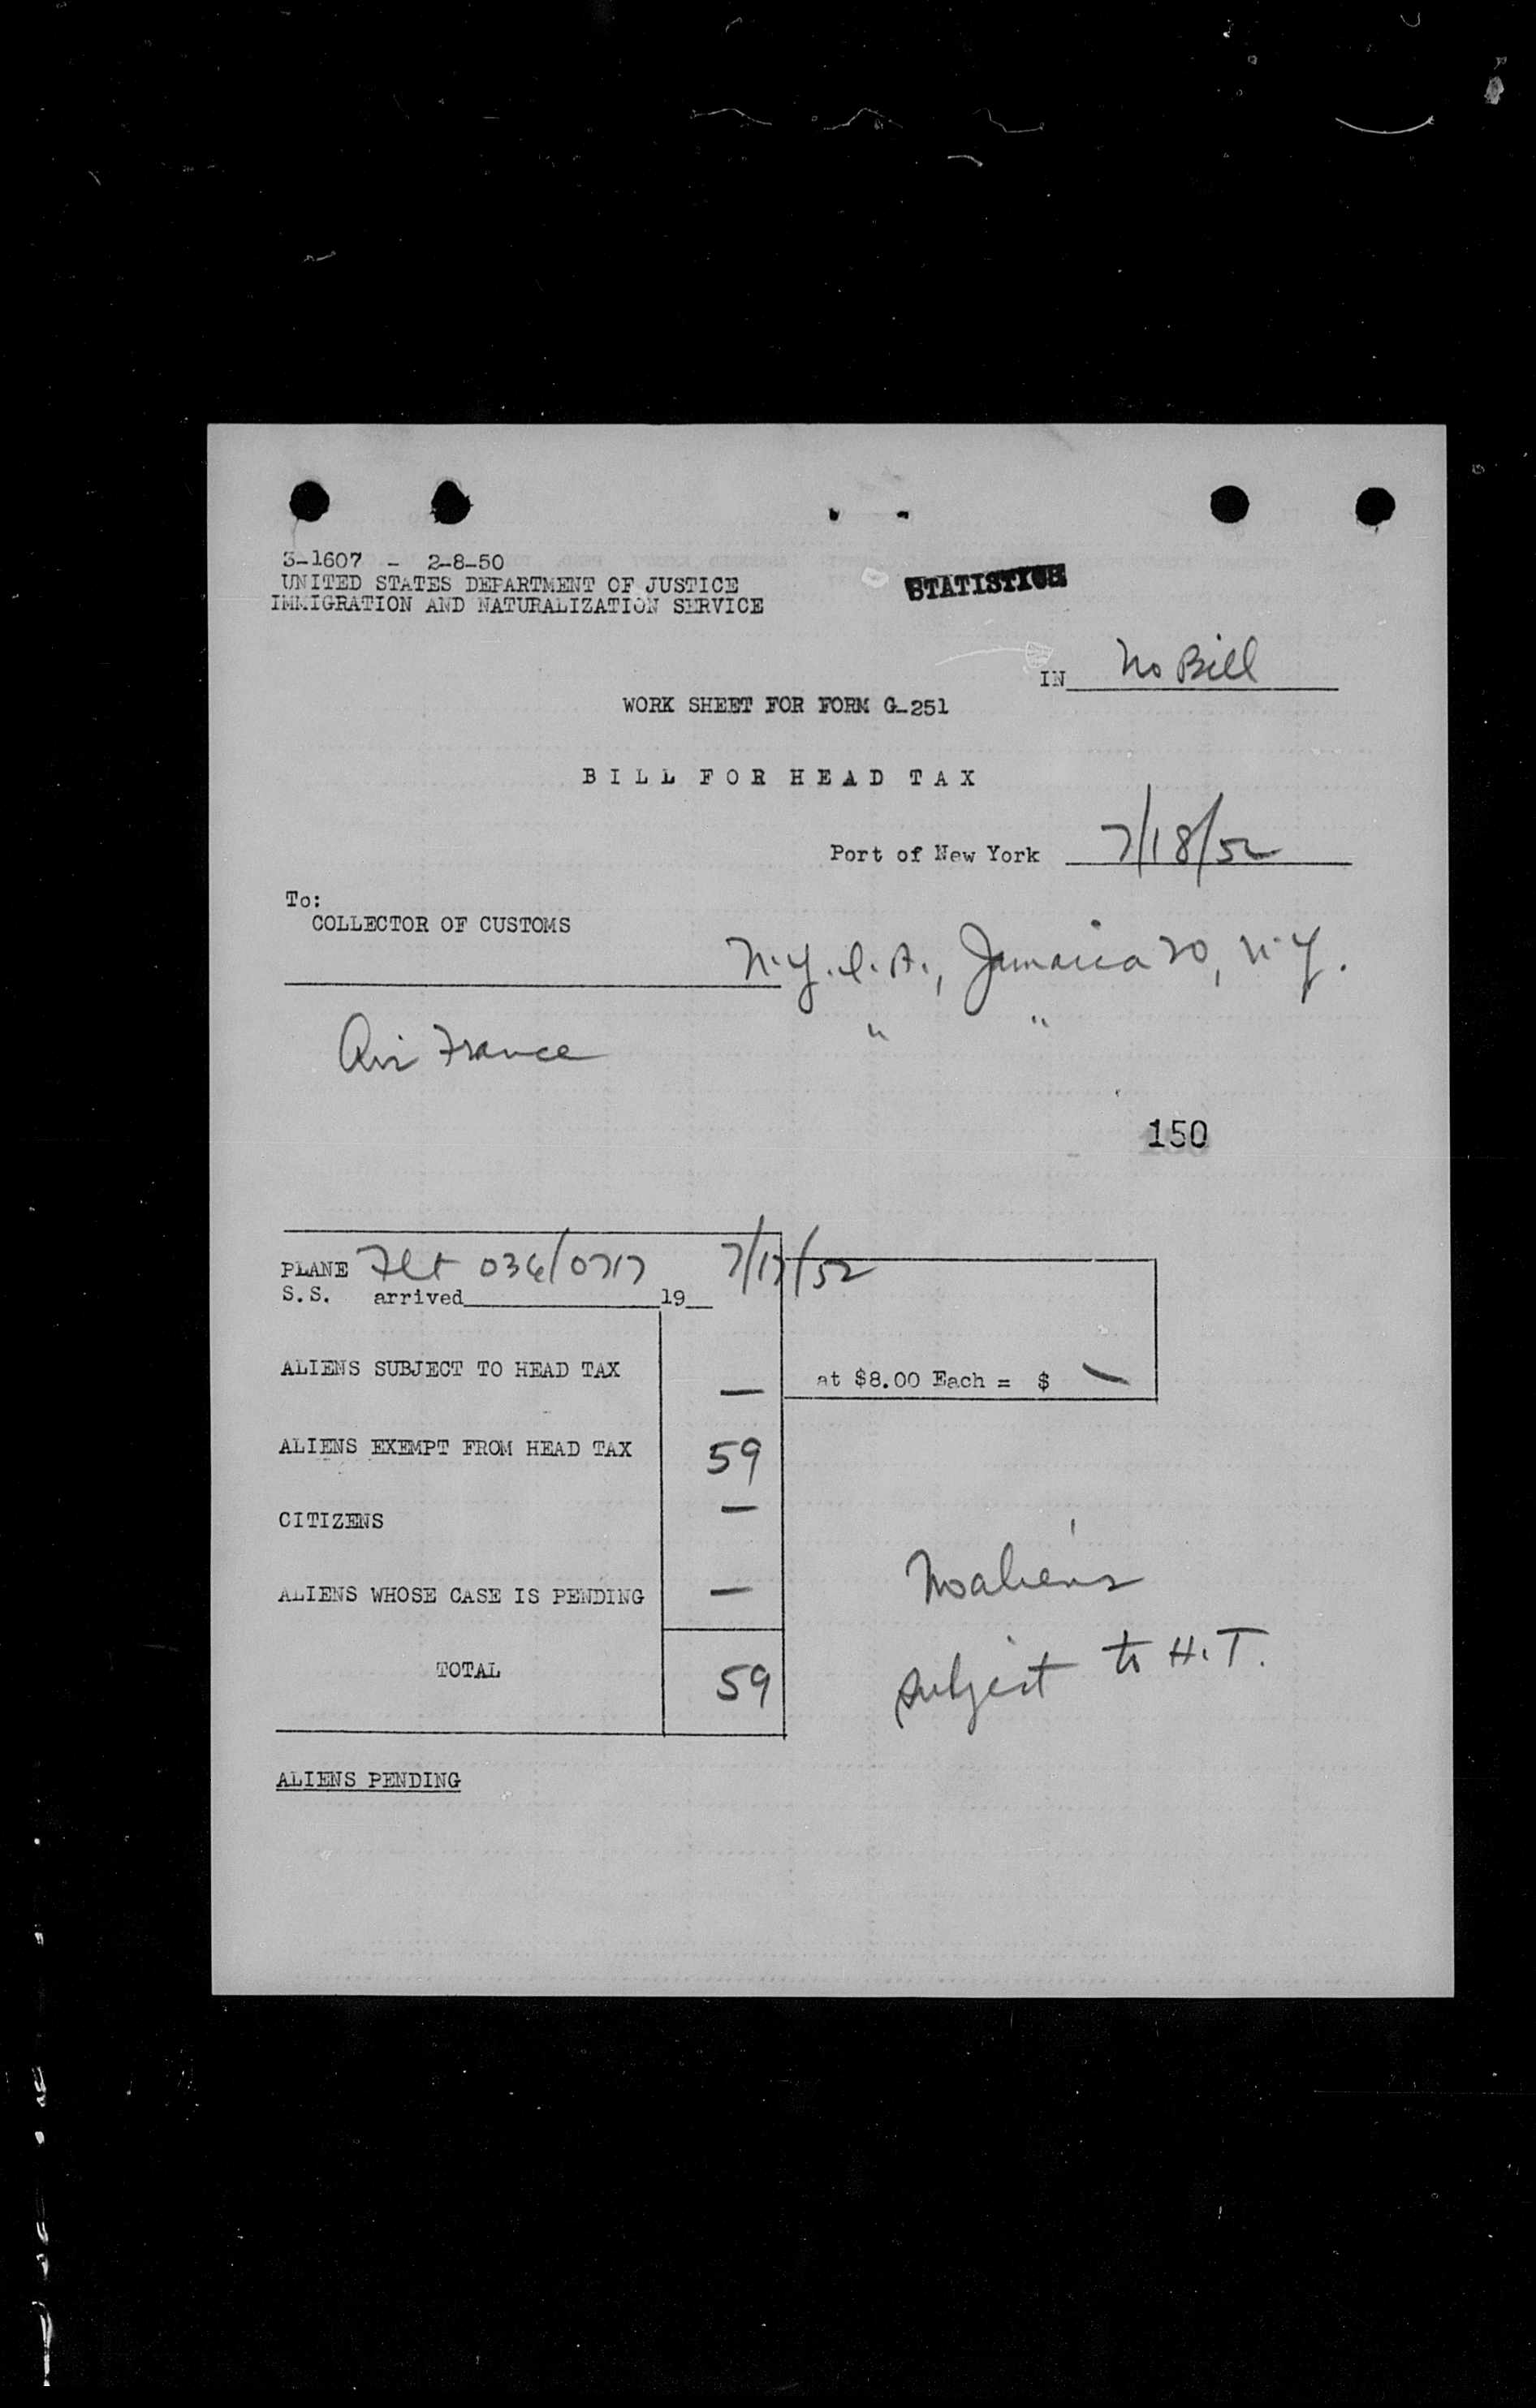 3-1607 - 2-8-50
UNITED STATES DEPARTMENT OF JUSTICE
IMMIGRATION AND NATURALIZATION SERVICE
STATISTICS
IN No Bill
WORK SHEET FOR FORM G-251
BILL FOR HEAD TAX
Port of New York 7/18/52
To:
COLLECTOR OF CUSTOMS
N.Y.I.A., Jamaica 20, N.Y.
Air France " "
150
PLANE Flt 036/0717 7/17/52
S.S. arrived 19
ALIENS SUBJECT TO HEAD TAX — at $8.00 Each = $ —
ALIENS EXEMPT FROM HEAD TAX 59
CITIZENS —
ALIENS WHOSE CASE IS PENDING —
No aliens
subject to H.T.
TOTAL 59
ALIENS PENDING